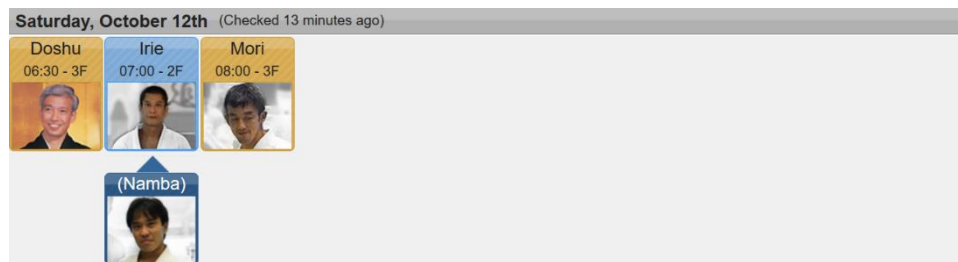 Saturday, October 12th (Checked 13 minutes ago)
Doshu
06:30 - 3F
Irie
07:00 - 2F
Mori
08:00 - 3F
(Namba)